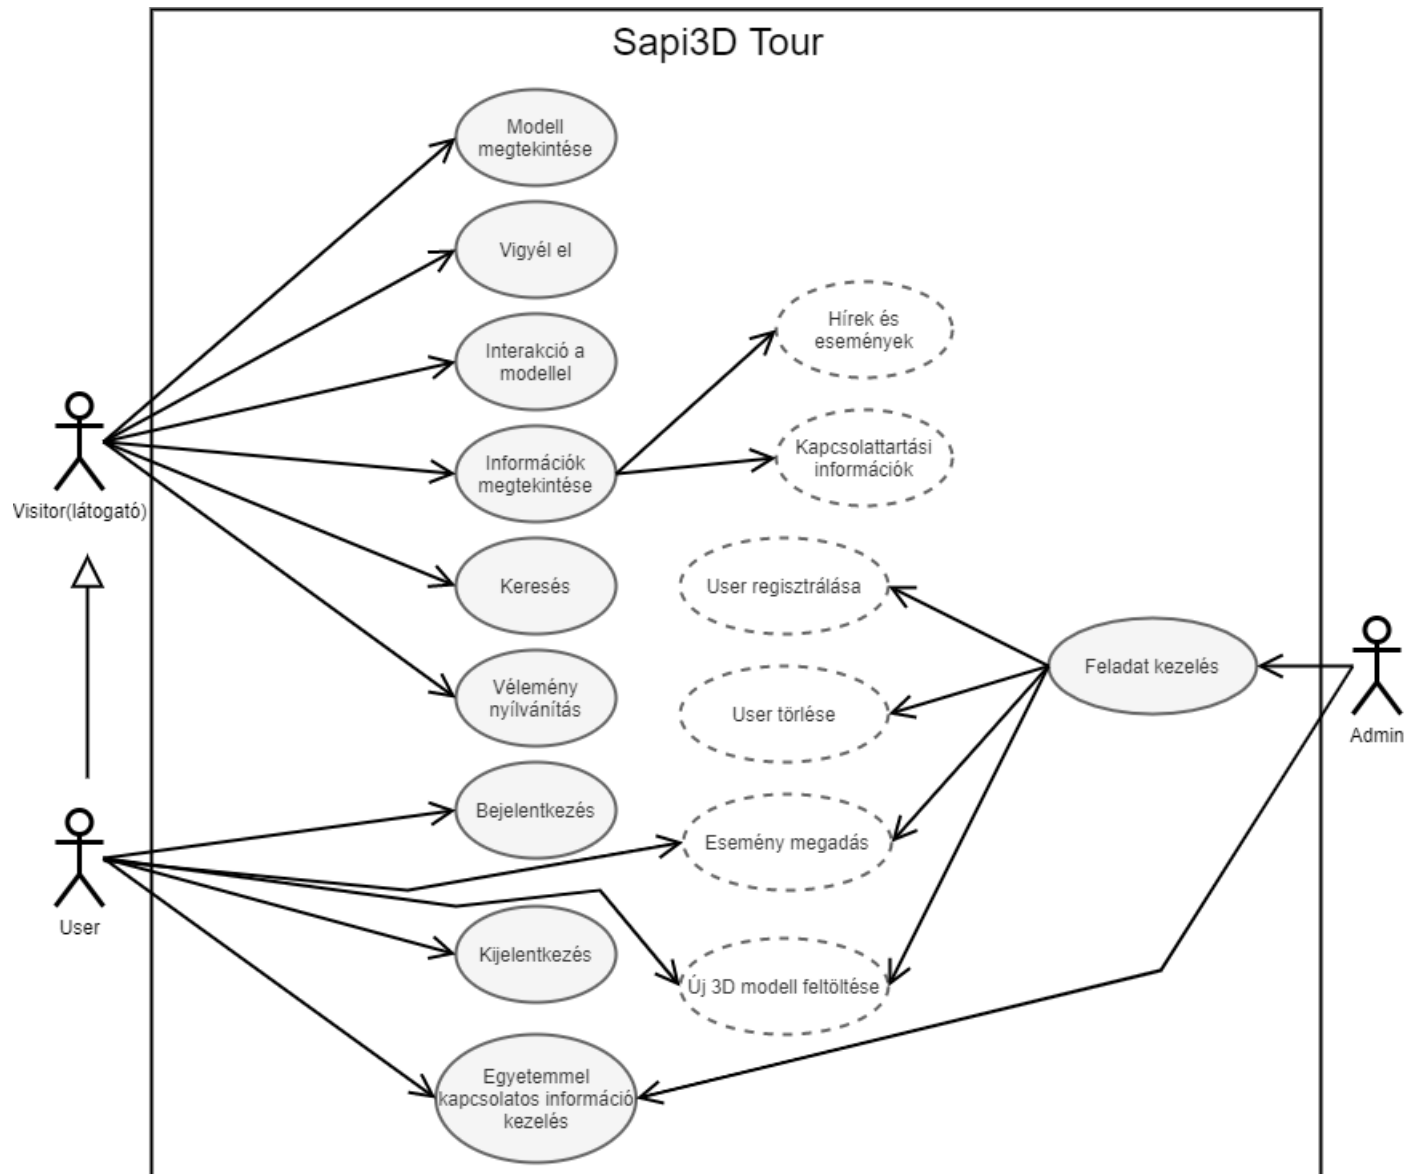 Sapi3D Tour
Modell
megtekintése
Vigyél el
Interakció a
modellel
Információk
megtekintése
Hírek és
események
Kapcsolattartási
információk
Visitor(látogató)
Keresés
User regisztrálása
Feladat kezelés
Vélemény
nyílvánítás
User törlése
Admin
Bejelentkezés
Esemény megadás
User
Kijelentkezés
Új 3D modell feltöltése
Egyetemmel
kapcsolatos információ
kezelés